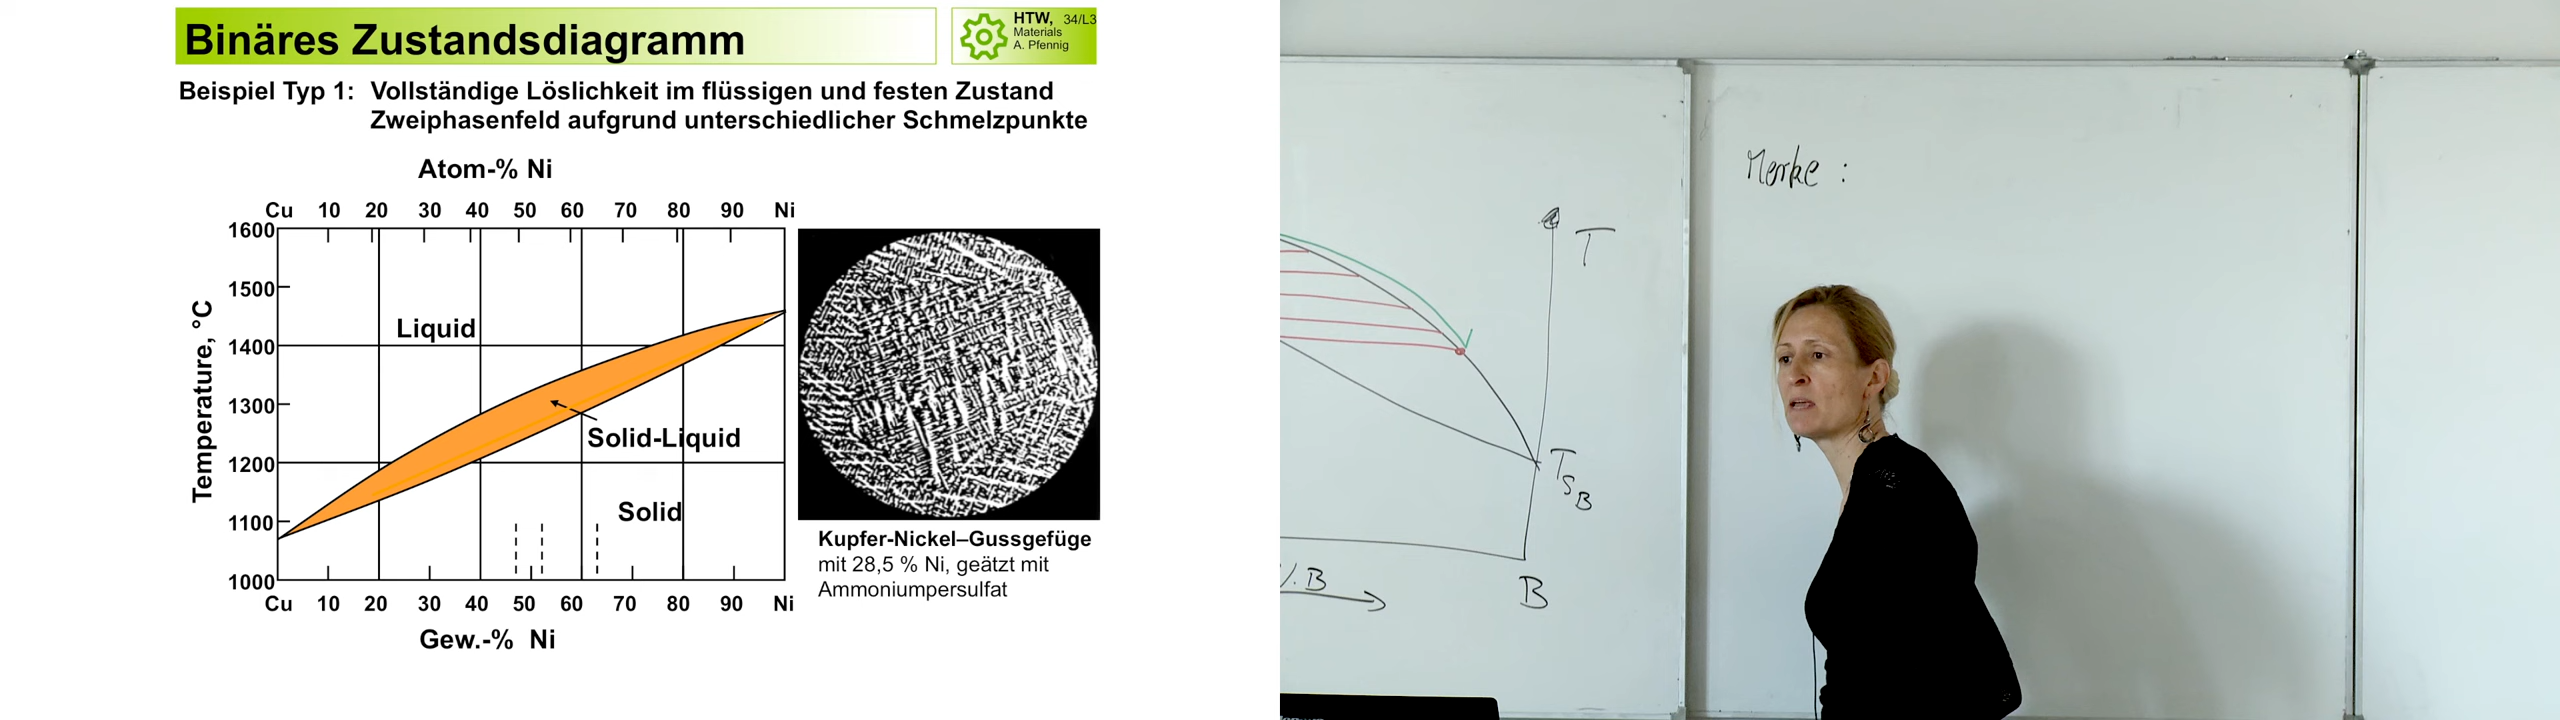 Binäres Zustandsdiagramm
HTW, 34/L3
Materials
A. Pfennig
Beispiel Typ 1: Vollständige Löslichkeit im flüssigen und festen Zustand
Zweiphasenfeld aufgrund unterschiedlicher Schmelzpunkte
Atom-% Ni
Cu 10 20 30 40 50 60 70 80 90 Ni
1600
1500
Liquid
1400
1300
Solid-Liquid
1200
Solid
1100
1000
Temperature, °C
Cu 10 20 30 40 50 60 70 80 90 Ni
Gew.-% Ni
Kupfer-Nickel–Gussgefüge
mit 28,5 % Ni, geätzt mit
Ammoniumpersulfat
Merke :
T
T S B
B
B